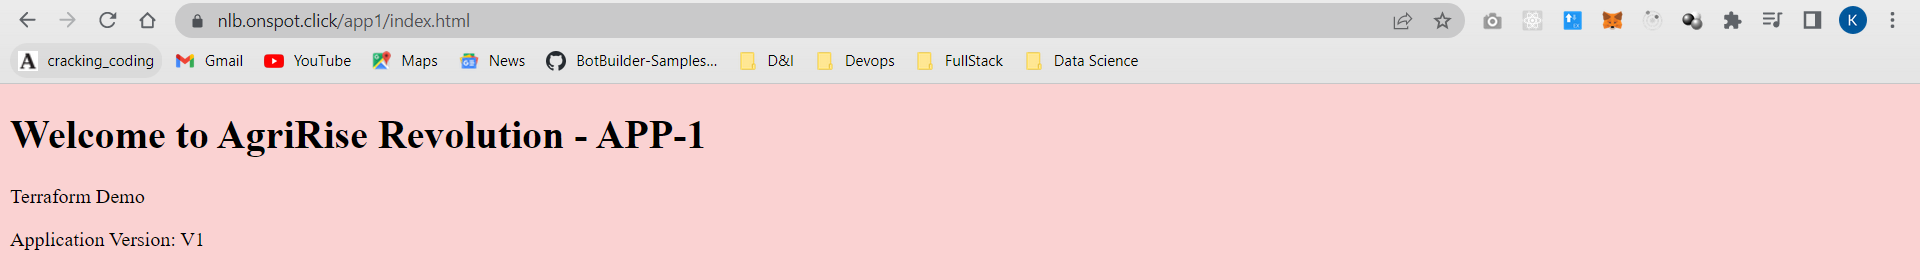 nlb.onspot.click/app1/index.html
K
A cracking_coding Gmail YouTube Maps News BotBuilder-Samples... D&I Devops FullStack Data Science
Welcome to AgriRise Revolution - APP-1
Terraform Demo
Application Version: V1